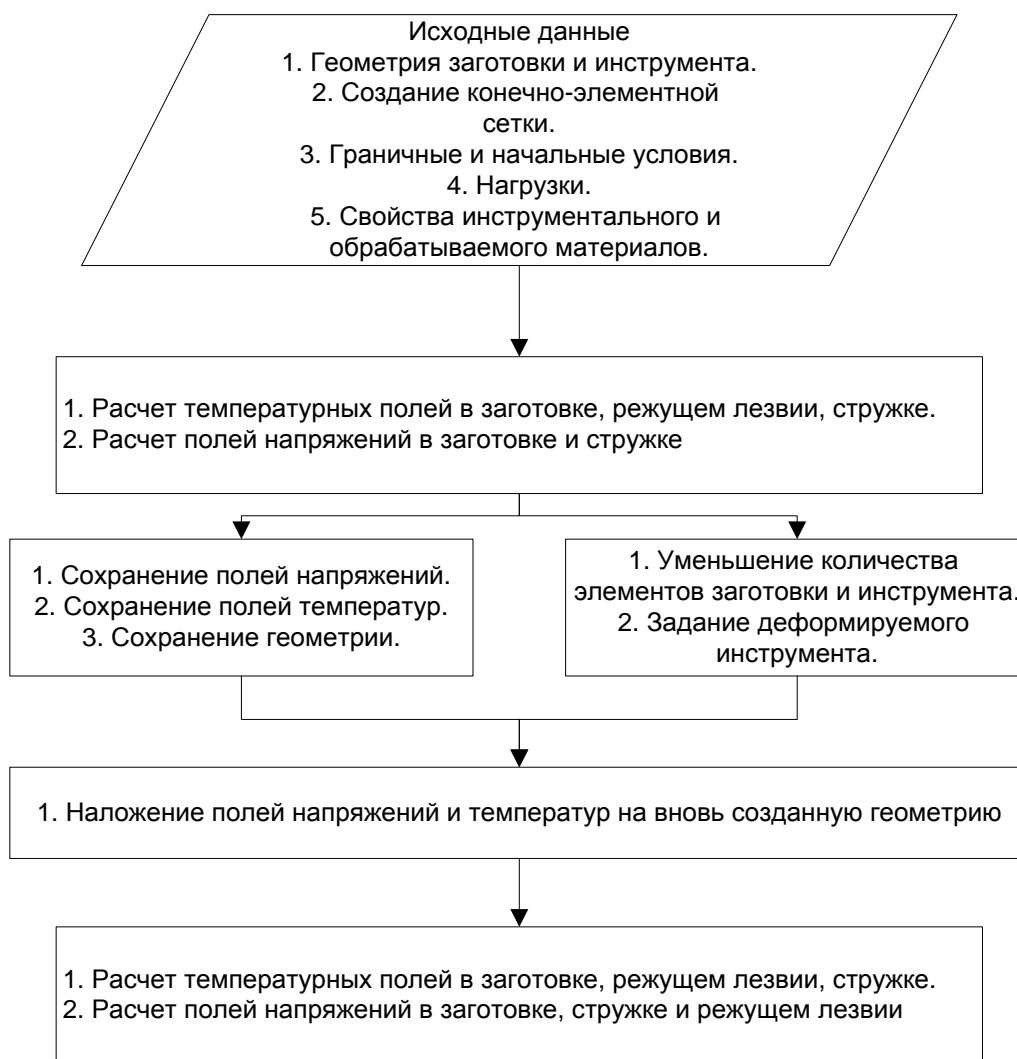 Исходные данные
1. Геометрия заготовки и инструмента.
2. Создание конечно-элементной
сетки.
3. Граничные и начальные условия.
4. Нагрузки.
5. Свойства инструментального и
обрабатываемого материалов.
1. Расчет температурных полей в заготовке, режущем лезвии, стружке.
2. Расчет полей напряжений в заготовке и стружке
1. Сохранение полей напряжений.
2. Сохранение полей температур.
3. Сохранение геометрии.
1. Уменьшение количества
элементов заготовки и инструмента.
2. Задание деформируемого
инструмента.
1. Наложение полей напряжений и температур на вновь созданную геометрию
1. Расчет температурных полей в заготовке, режущем лезвии, стружке.
2. Расчет полей напряжений в заготовке, стружке и режущем лезвии